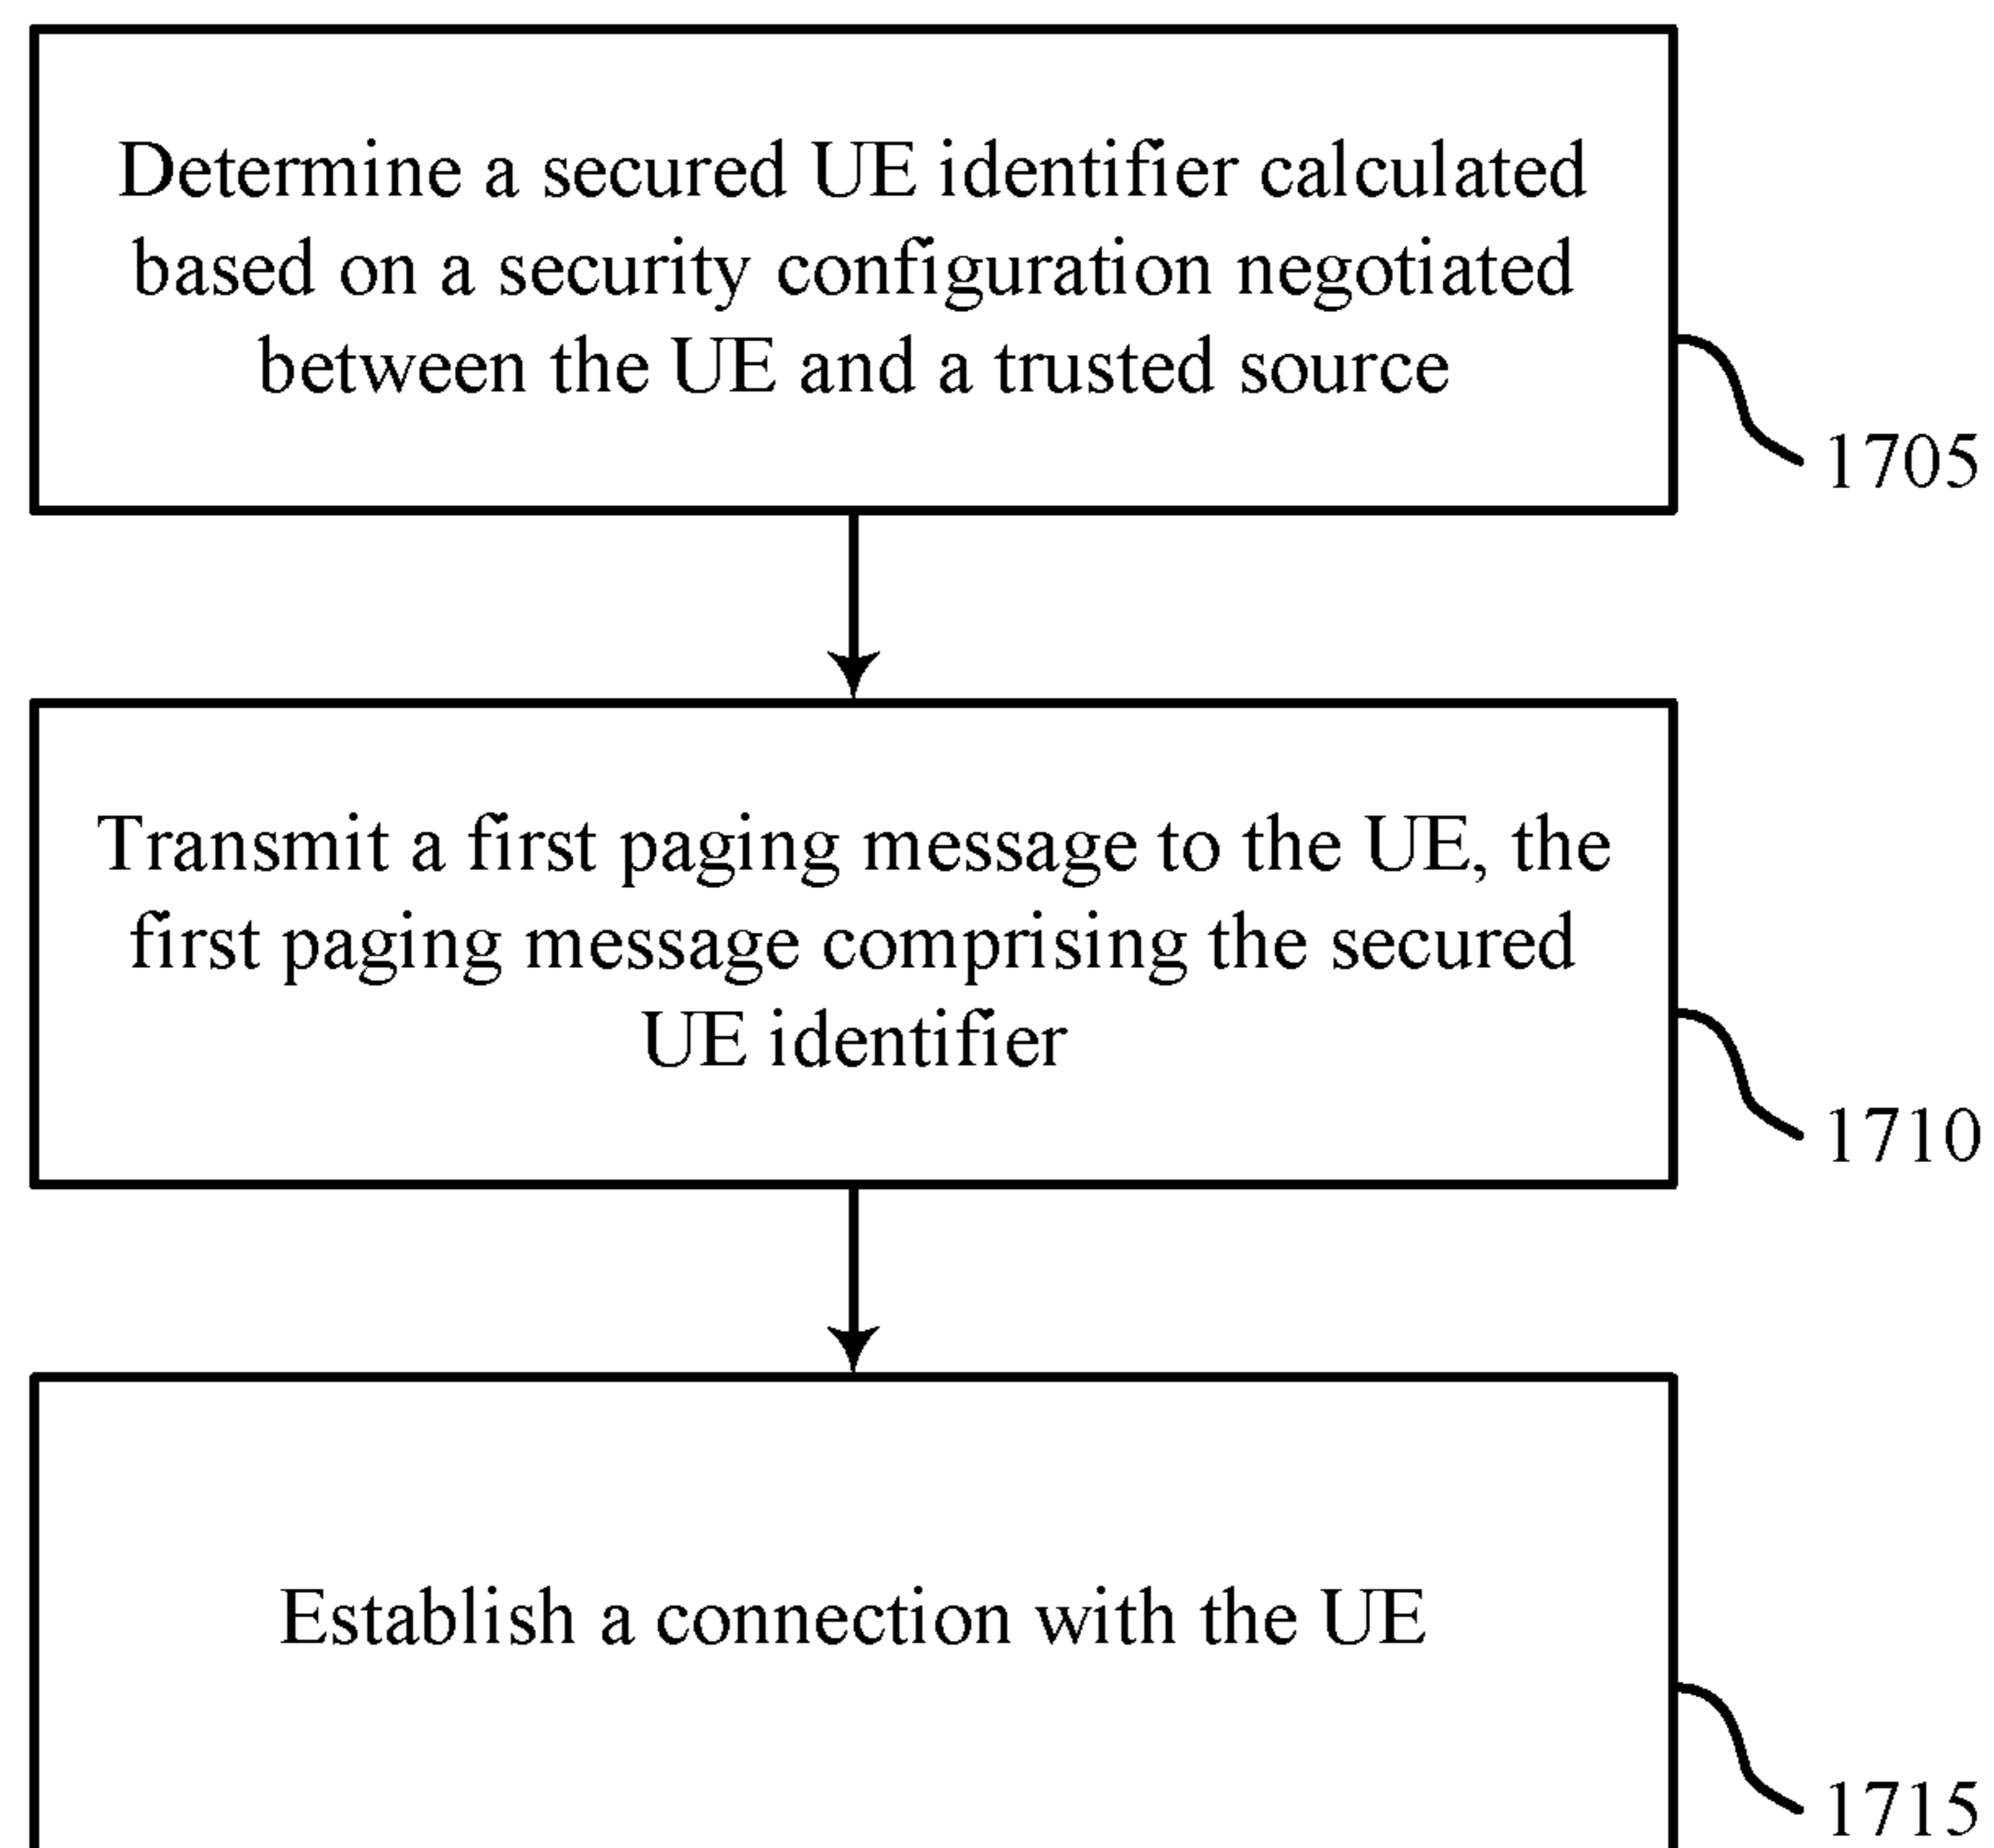 Determine a secured UE identifier calculated
based on a security configuration negotiated
between the UE and a trusted source
1705
Transmit a first paging message to the UE, the
first paging message comprising the secured
UE identifier
1710
Establish a connection with the UE
1715